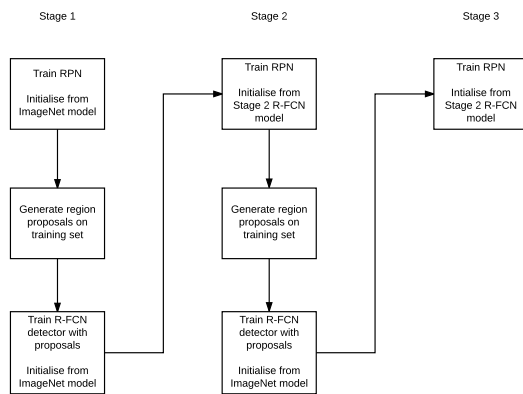 Stage 1
Stage 2
Stage 3
Train RPN
Initialise from
ImageNet model
Generate region
proposals on
training set
Train R-FCN
detector with
proposals
Initialise from
ImageNet model
Train RPN
Initialise from
Stage 2 R-FCN
model
Generate region
proposals on
training set
Train R-FCN
detector with
proposals
Initialise from
ImageNet model
Train RPN
Intialise from
Stage 2 R-FCN
model